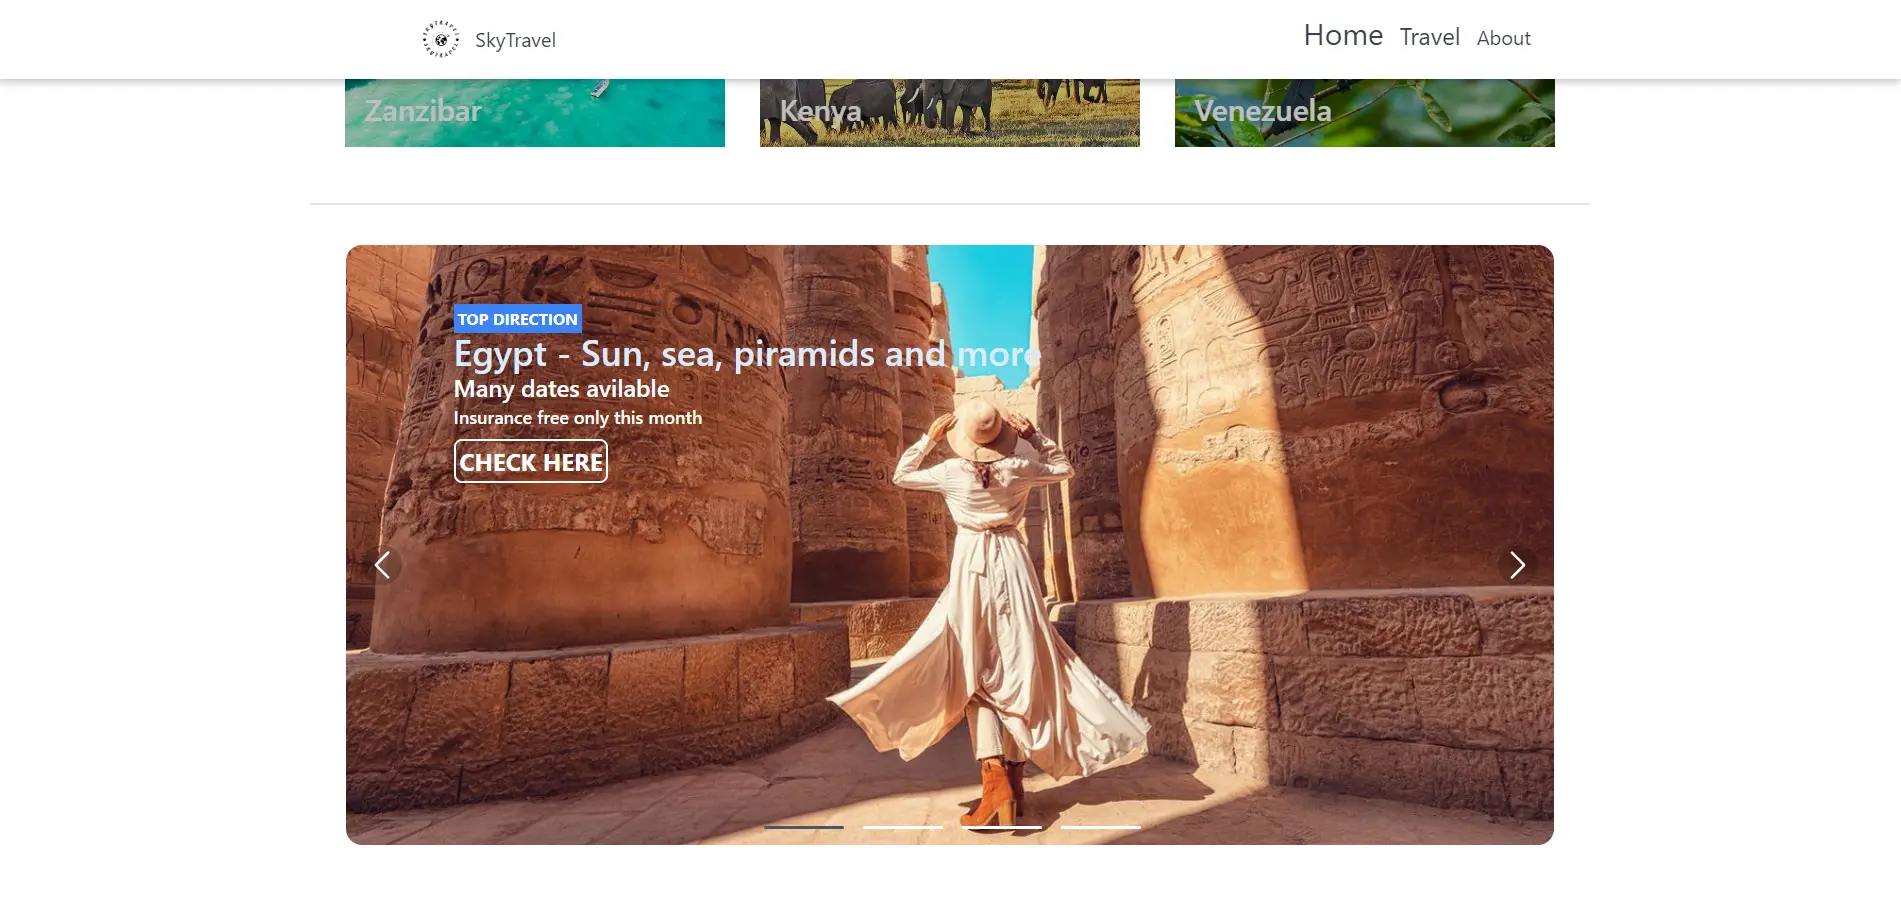 SkyTravel
Home Travel About
Zanzibar
Kenya
Venezuela
TOP DIRECTION
Egypt - Sun, sea, piramids and more
Many dates avilable
Insurance free only this month
CHECK HERE